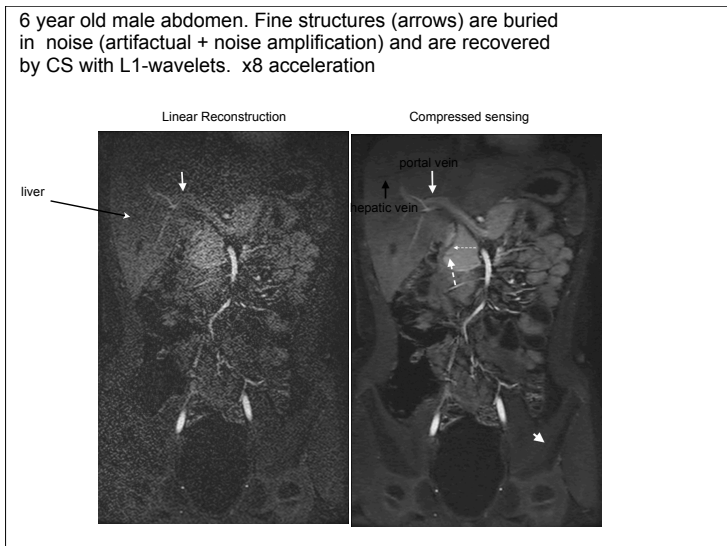 6 year old male abdomen. Fine structures (arrows) are buried
in noise (artifactual + noise amplification) and are recovered
by CS with L1-wavelets. x8 acceleration
Linear Reconstruction
Compressed sensing
portal vein
liver
hepatic vein